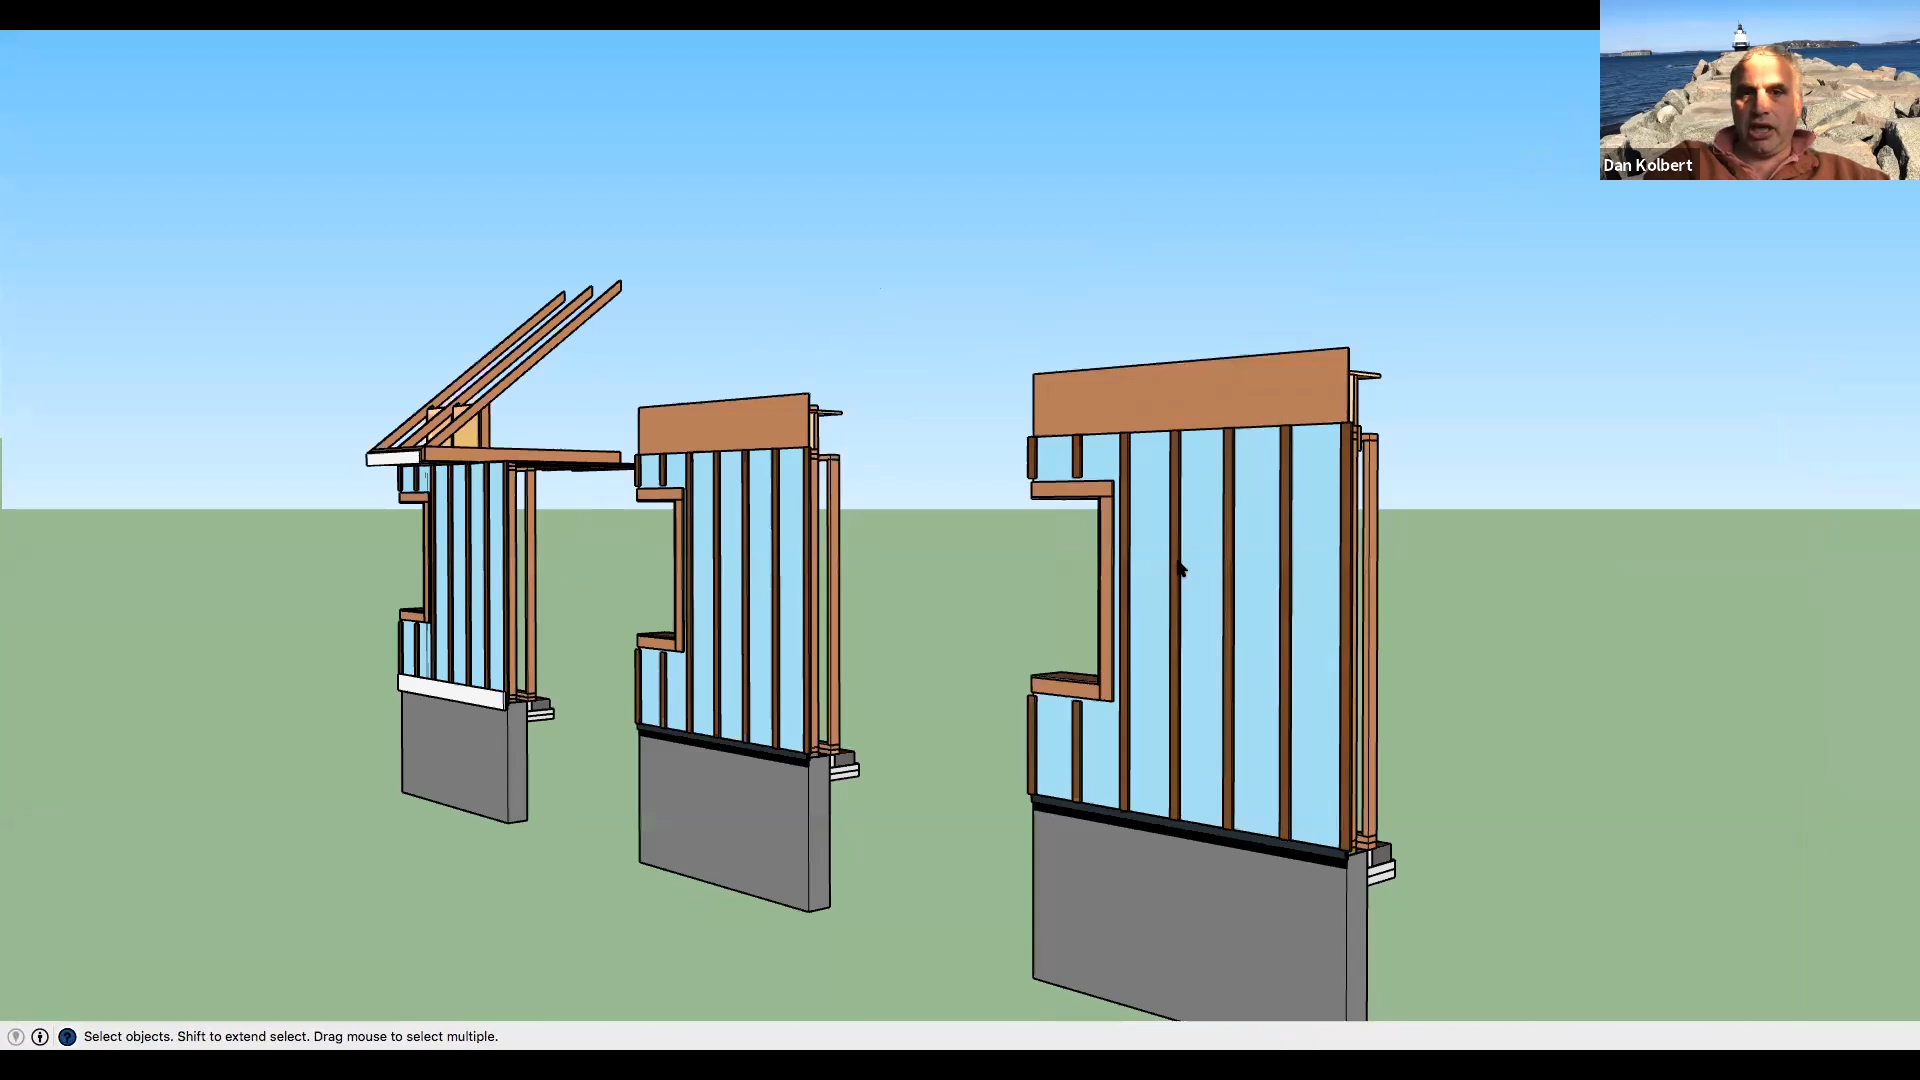 Dan Kolbert
Select objects. Shift to extend select. Drag mouse to select multiple.